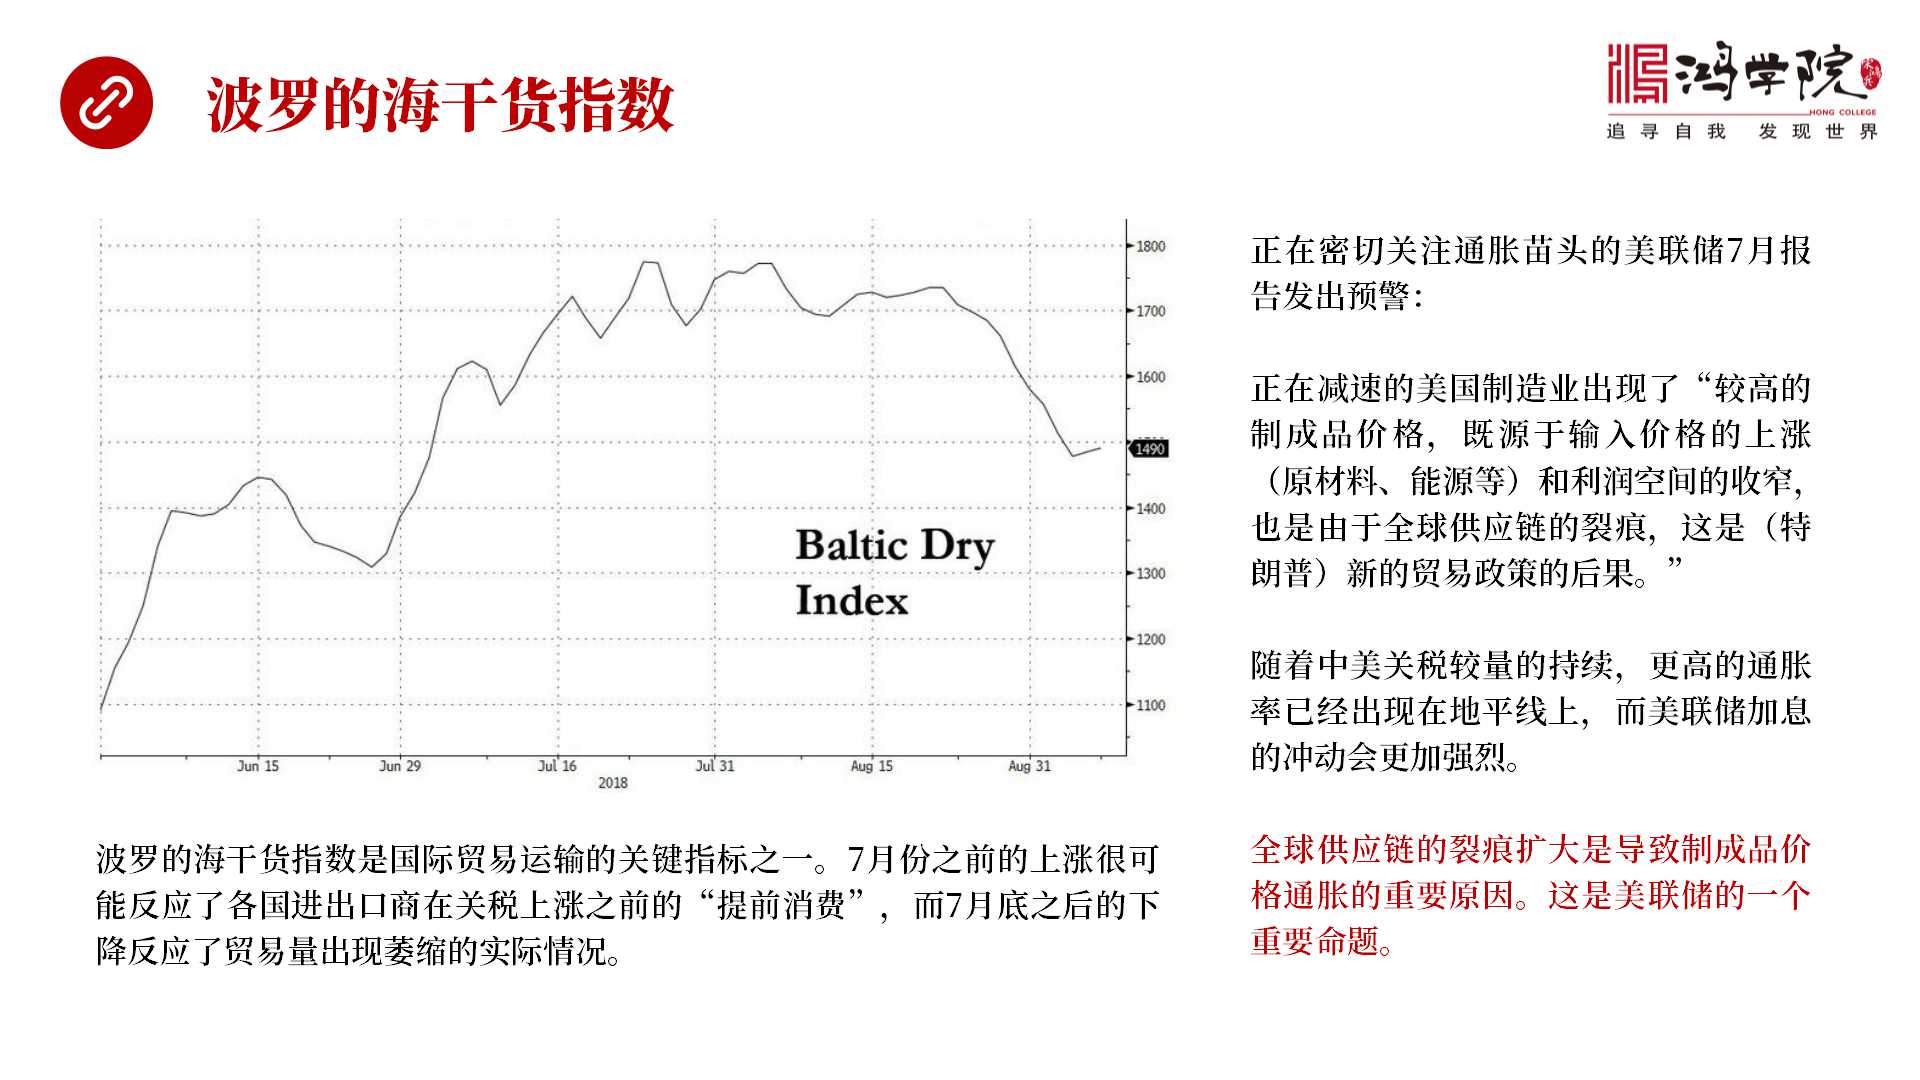 波罗的海干货指数
鸿学院
HONG COLLEGE
追寻自我 发现世界
1800
1700
1600
1490
1400
1300
1200
1100
Baltic Dry
Index
Jun 15
Jun 29
Jul 16
Jul 31
Aug 15
Aug 31
2018
波罗的海干货指数是国际贸易运输的关键指标之一。7月份之前的上涨很可
能反应了各国进出口商在关税上涨之前的“提前消费”，而7月底之后的下
降反应了贸易量出现萎缩的实际情况。
正在密切关注通胀苗头的美联储7月报
告发出预警：
正在减速的美国制造业出现了“较高的
制成品价格，既源于输入价格的上涨
（原材料、能源等）和利润空间的收窄，
也是由于全球供应链的裂痕，这是（特
朗普）新的贸易政策的后果。”
随着中美关税较量的持续，更高的通胀
率已经出现在地平线上，而美联储加息
的冲动会更加强烈。
全球供应链的裂痕扩大是导致制成品价
格通胀的重要原因。这是美联储的一个
重要命题。